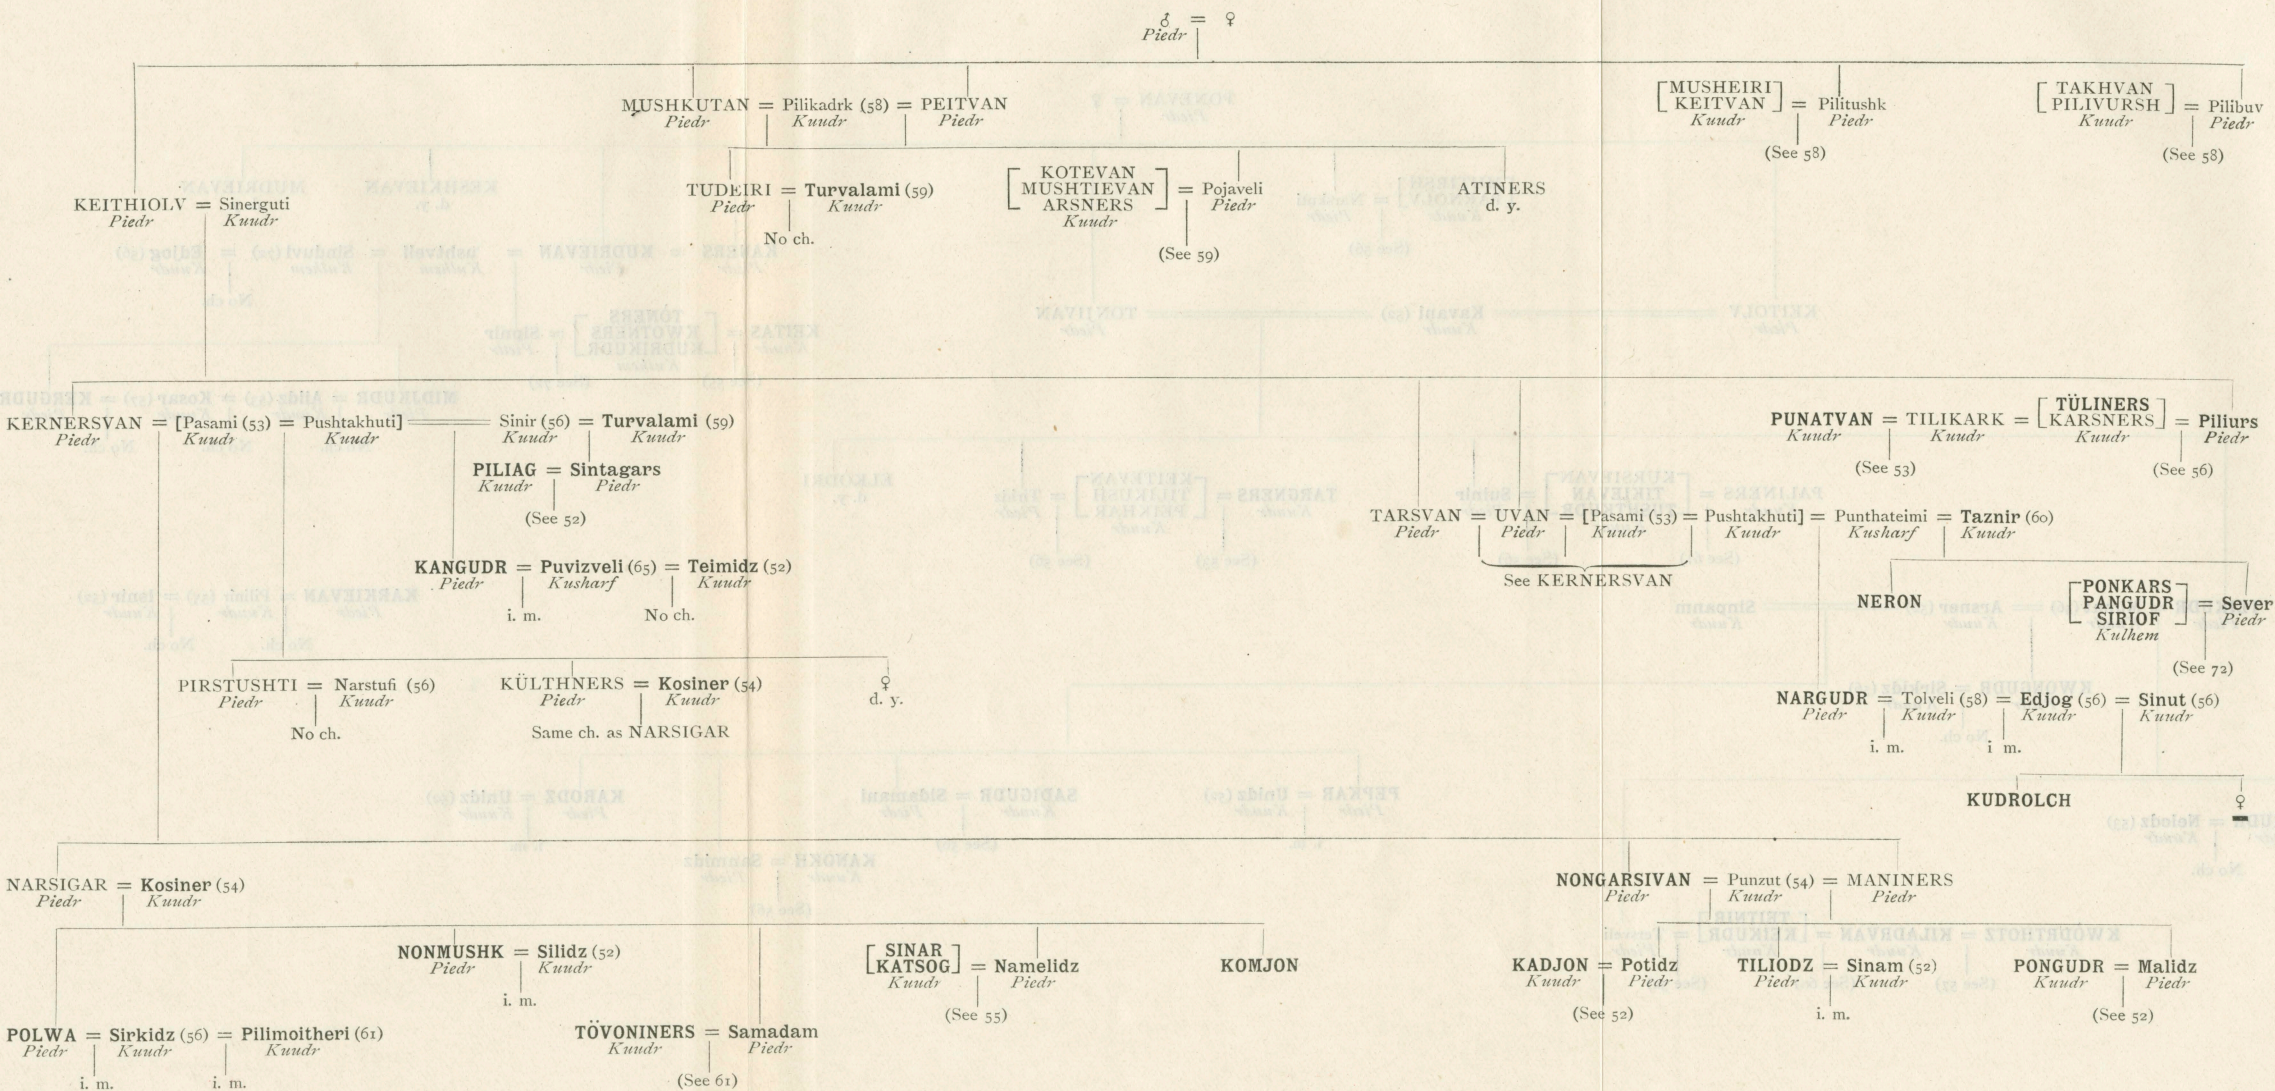 ♂ = ♀
Piedr
MUSHKUTAN = Pilikadrk (58) = PEITVAN
Piedr Kuudr Piedr
[MUSHEIRI
KEITVAN] = Pilitushk
Kuudr Piedr
(See 58)
[TAKHVAN
PILIVURSH] = Pilibuv
Kuudr Piedr
(See 58)
KEITHIOLV = Sinerguti
Piedr Kuudr
TUDEIRI = Turvalami (59)
Piedr Kuudr
No ch.
[KOTEVAN
MUSHTIEVAN
ARSNERS] = Pojaveli
Kuudr Piedr
(See 59)
ATINERS
d. y.
KERNERSVAN = [Pasami (53) = Pushtakhuti] = Sinir (56) = Turvalami (59)
Piedr Kuudr Kuudr Kuudr Kuudr
PILIAG = Sintagars
Kuudr Piedr
(See 52)
KANGUDR = Puvizveli (65) = Teimidz (52)
Piedr Kusharf Kuudr
i. m. No ch.
PUNATVAN = TILIKARK = [TÜLINERS
KARSNERS] = Piliurs
Kuudr Kuudr Kuudr Piedr
(See 53) (See 56)
TARSVAN = UVAN = [Pasami (53) = Pushtakhuti] = Punthateimi = Taznir (60)
Piedr Piedr Kuudr Kuudr Kusharf Kuudr
See KERNERSVAN
NERON
[PONKARS
PANGUDR
SIRIOF] = Sever
Kulhem Piedr
(See 72)
PIRSTUSHTI = Narstufi (56)
Piedr Kuudr
No ch.
KÜLTHNERS = Kosiner (54)
Piedr Kuudr
Same ch. as NARSIGAR
♀
d. y.
NARGUDR = Tolveli (58) = Edjog (56) = Sinut (56)
Piedr Kuudr Kuudr Kuudr
i. m. i m.
KUDROLCH ♀
NARSIGAR = Kosiner (54)
Piedr Kuudr
NONGARSIVAN = Punzut (54) = MANINERS
Piedr Kuudr Piedr
NONMUSHK = Silidz (52)
Piedr Kuudr
i. m.
[SINAR
KATSOG] = Namelidz
Kuudr Piedr
(See 55)
KOMJON
KADJON = Potidz
Kuudr Piedr
(See 52)
TILIODZ = Sinam (52)
Piedr Kuudr
i. m.
PONGUDR = Malidz
Kuudr Piedr
(See 52)
POLWA = Sirkidz (56) = Pilimoitheri (61)
Piedr Kuudr Kuudr
i. m. i. m.
TÖVONINERS = Samadam
Kuudr Piedr
(See 61)